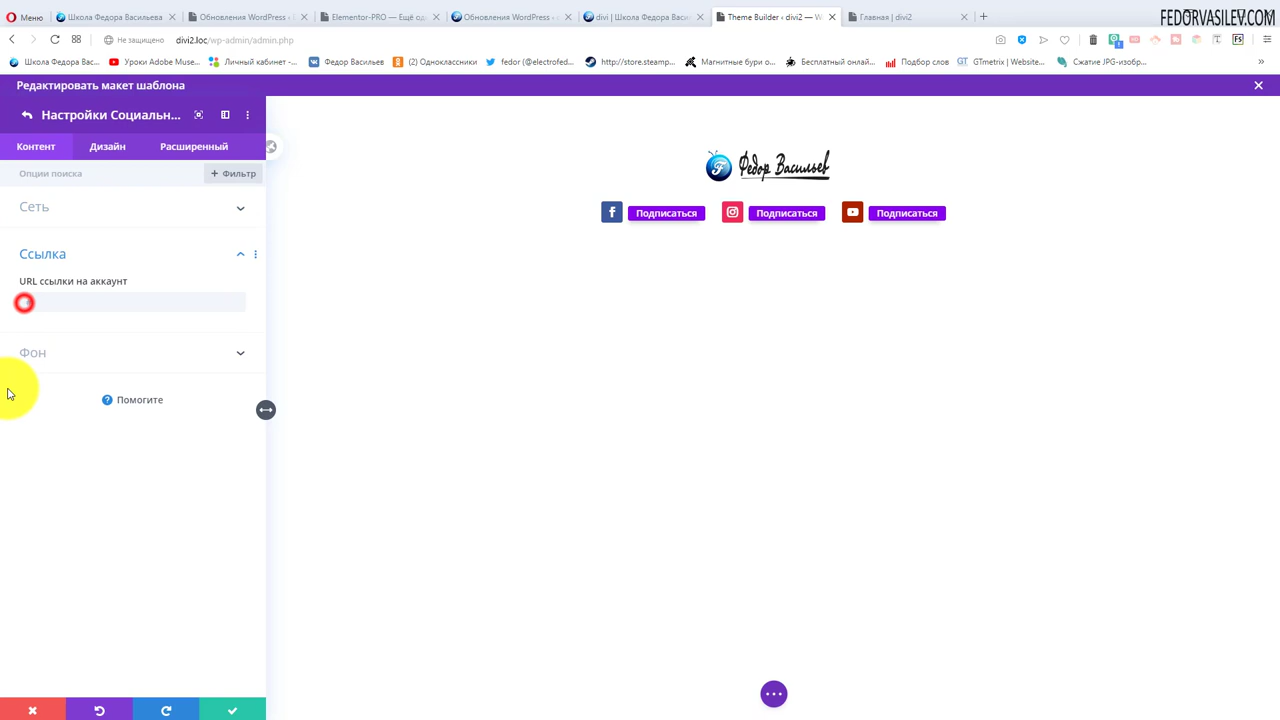 Меню
Школа Федора Васильева
Обновления WordPress ‹
Elementor-PRO — Ещё од
Обновления WordPress ‹
divi | Школа Федора Васи
Theme Builder ‹ divi2 — W
Главная | divi2
FEDORVASILEV.COM
Не защищено
divi2.loc/wp-admin/admin.php
Школа Федора Вас...
Уроки Adobe Muse...
Личный кабинет -...
Федор Васильев
(2) Одноклассники
fedor (@electrofed...
http://store.steamp...
Магнитные бури о...
Бесплатный онлай...
Подбор слов
GTmetrix | Website...
Сжатие JPG-изобр...
»
Редактировать макет шаблона
Настройки Социальн...
Контент
Дизайн
Расширенный
Опции поиска
+ Фильтр
Сеть
Ссылка
URL ссылки на аккаунт
Фон
Помогите
Федор Васильев
Подписаться
Подписаться
Подписаться